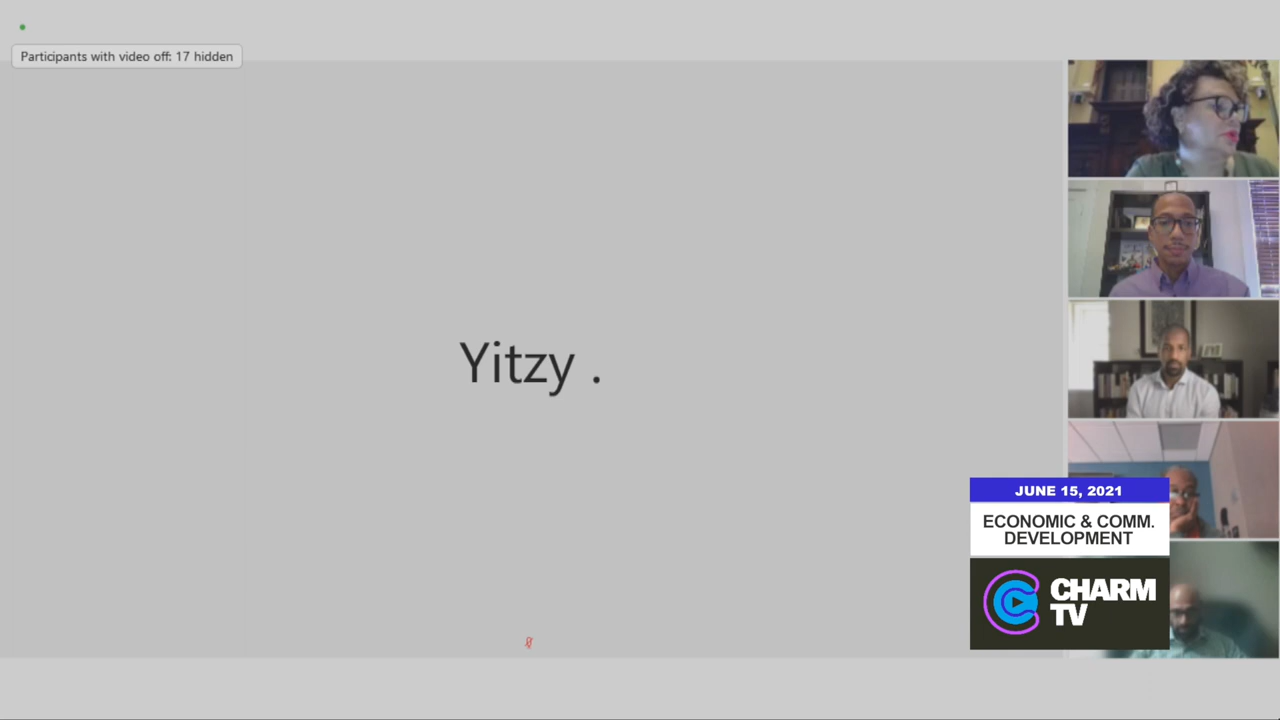 Participants with video off: 17 hidden
Yitzy .
JUNE 15, 2021
ECONOMIC & COMM.
DEVELOPMENT
CHARM
TV